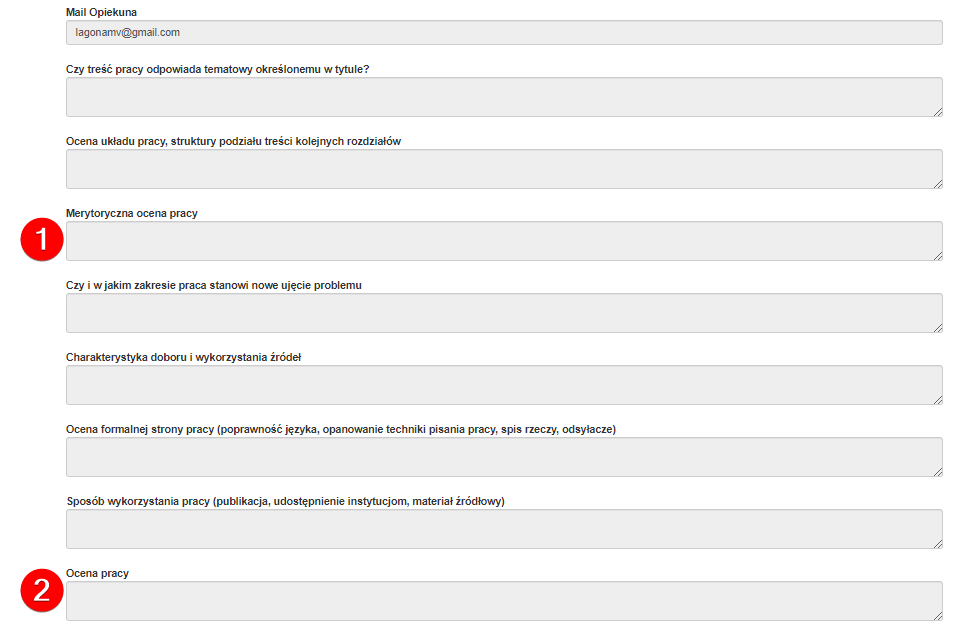 Mail Opiekuna
lagonamv@gmail.com
Czy treść pracy odpowiada tematowy określonemu w tytule?
Ocena układu pracy, struktury podziału treści kolejnych rozdziałów
Merytoryczna ocena pracy
1
Czy i w jakim zakresie praca stanowi nowe ujęcie problemu
Charakterystyka doboru i wykorzystania źródeł
Ocena formalnej strony pracy (poprawność języka, opanowanie techniki pisania pracy, spis rzeczy, odsyłacze)
Sposób wykorzystania pracy (publikacja, udostępnienie instytucjom, materiał źródłowy)
Ocena pracy
2